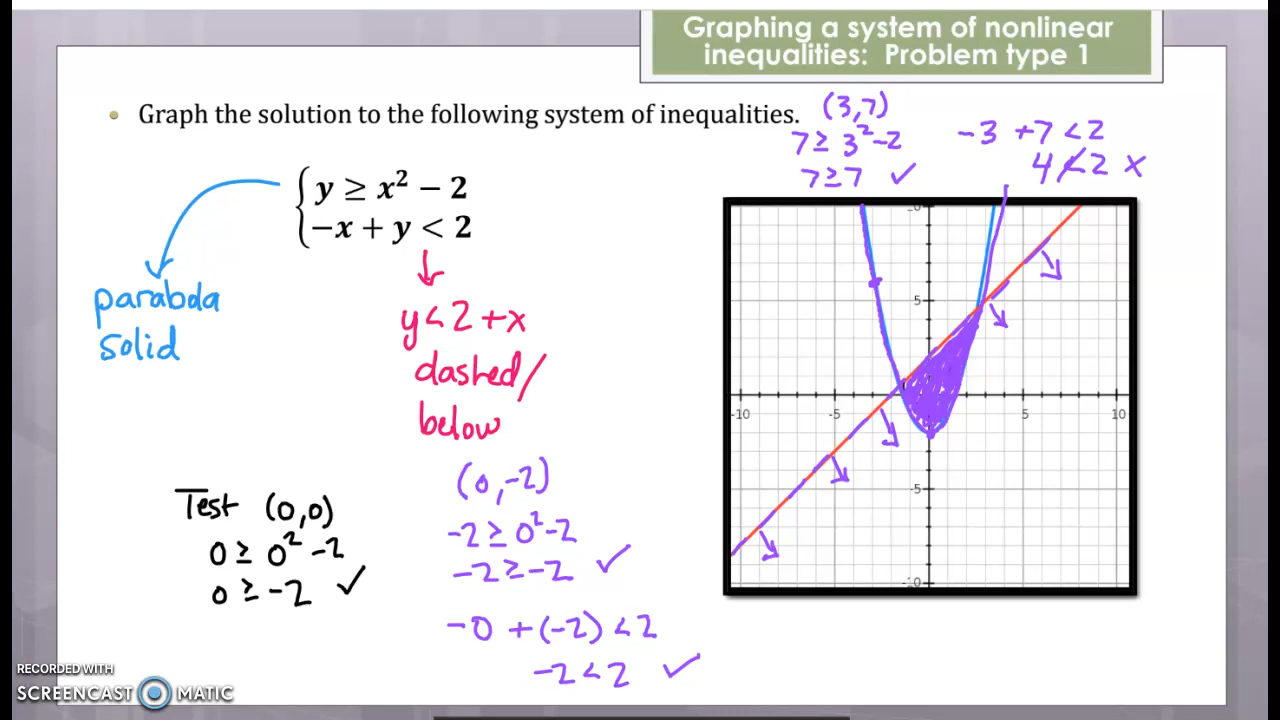 Graphing a system of nonlinear
inequalities: Problem type 1
• Graph the solution to the following system of inequalities.
y ≥ x² − 2
−x + y < 2
parabola
solid
y < 2 + x
dashed/
below
Test (0,0)
0 ≥ 0² - 2
0 ≥ -2 ✓
(0,-2)
-2 ≥ 0² - 2
-2 ≥ -2 ✓
-0 + (-2) < 2
-2 < 2 ✓
(3,7)
7 ≥ 3² - 2
7 ≥ 7 ✓
-3 + 7 < 2
4 ≮ 2 ×
5
-10 -5 5 10
-5
RECORDED WITH
SCREENCAST MATIC